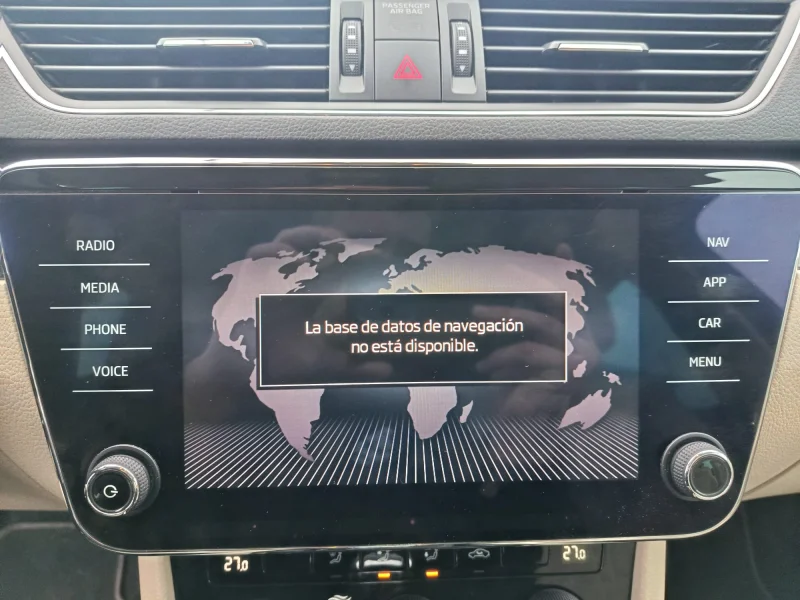 PASSENGER
AIR BAG
RADIO
MEDIA
PHONE
VOICE
La base de datos de navegación
no está disponible.
NAV
APP
CAR
MENU
27,0
27,0